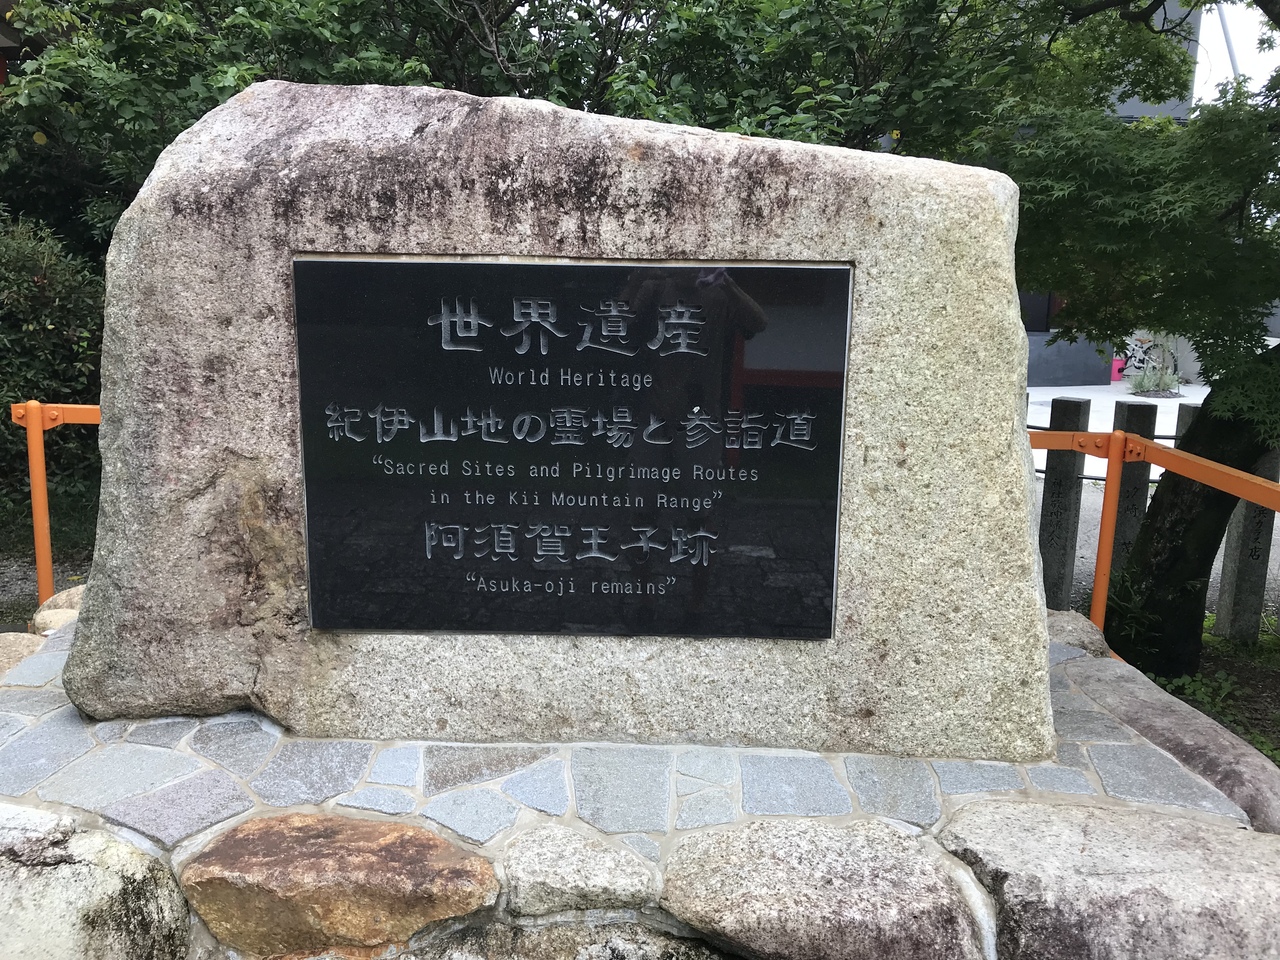 世界遺産
World Heritage
紀伊山地の霊場と参詣道
“Sacred Sites and Pilgrimage Routes
in the Kii Mountain Range”
阿須賀王子跡
“Asuka-oji remains”